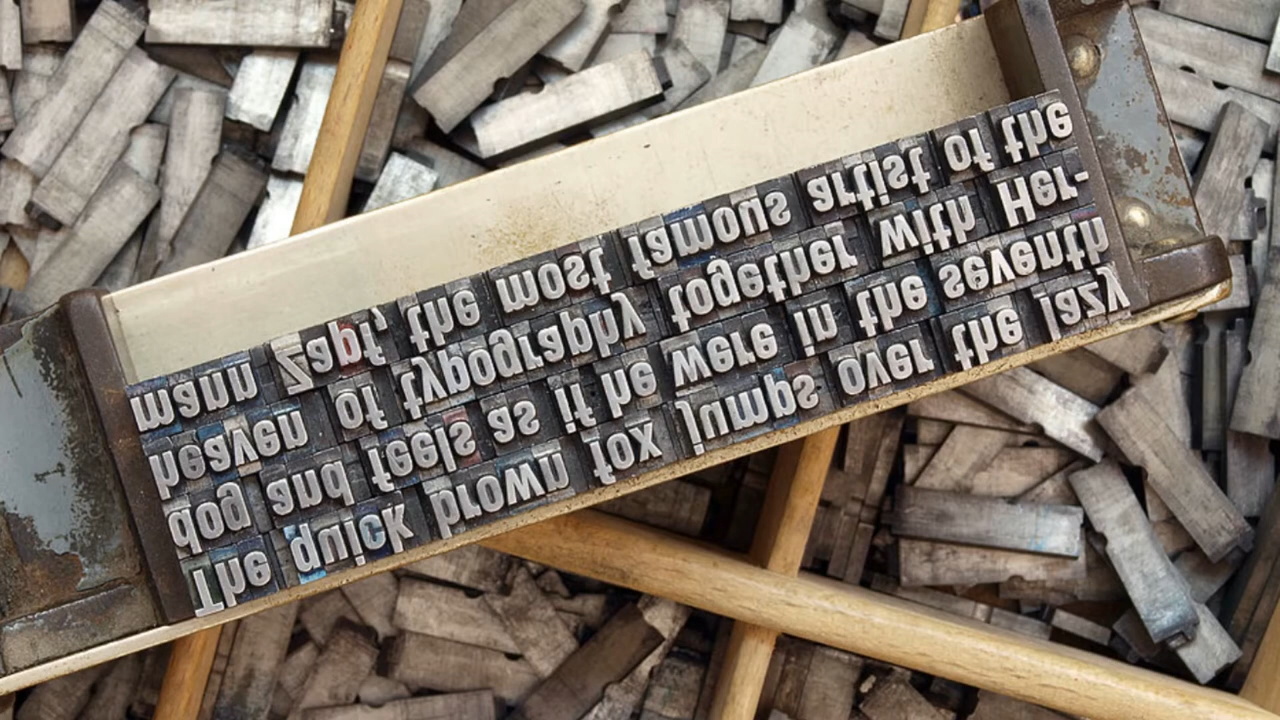 The quick brown fox jumps over the lazy
dog and feels as if he were in the seventh
heaven of typography together with Her-
mann Zapf, the most famous artist of the